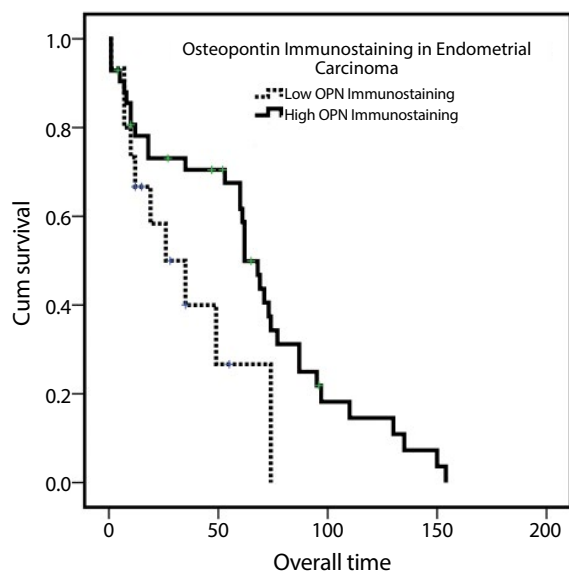 Osteopontin Immunostaining in Endometrial
Carcinoma
Low OPN Immunostaining
High OPN Immunostaining
1.0
0.8
0.6
0.4
0.2
0.0
Cum survival
0 50 100 150 200
Overall time